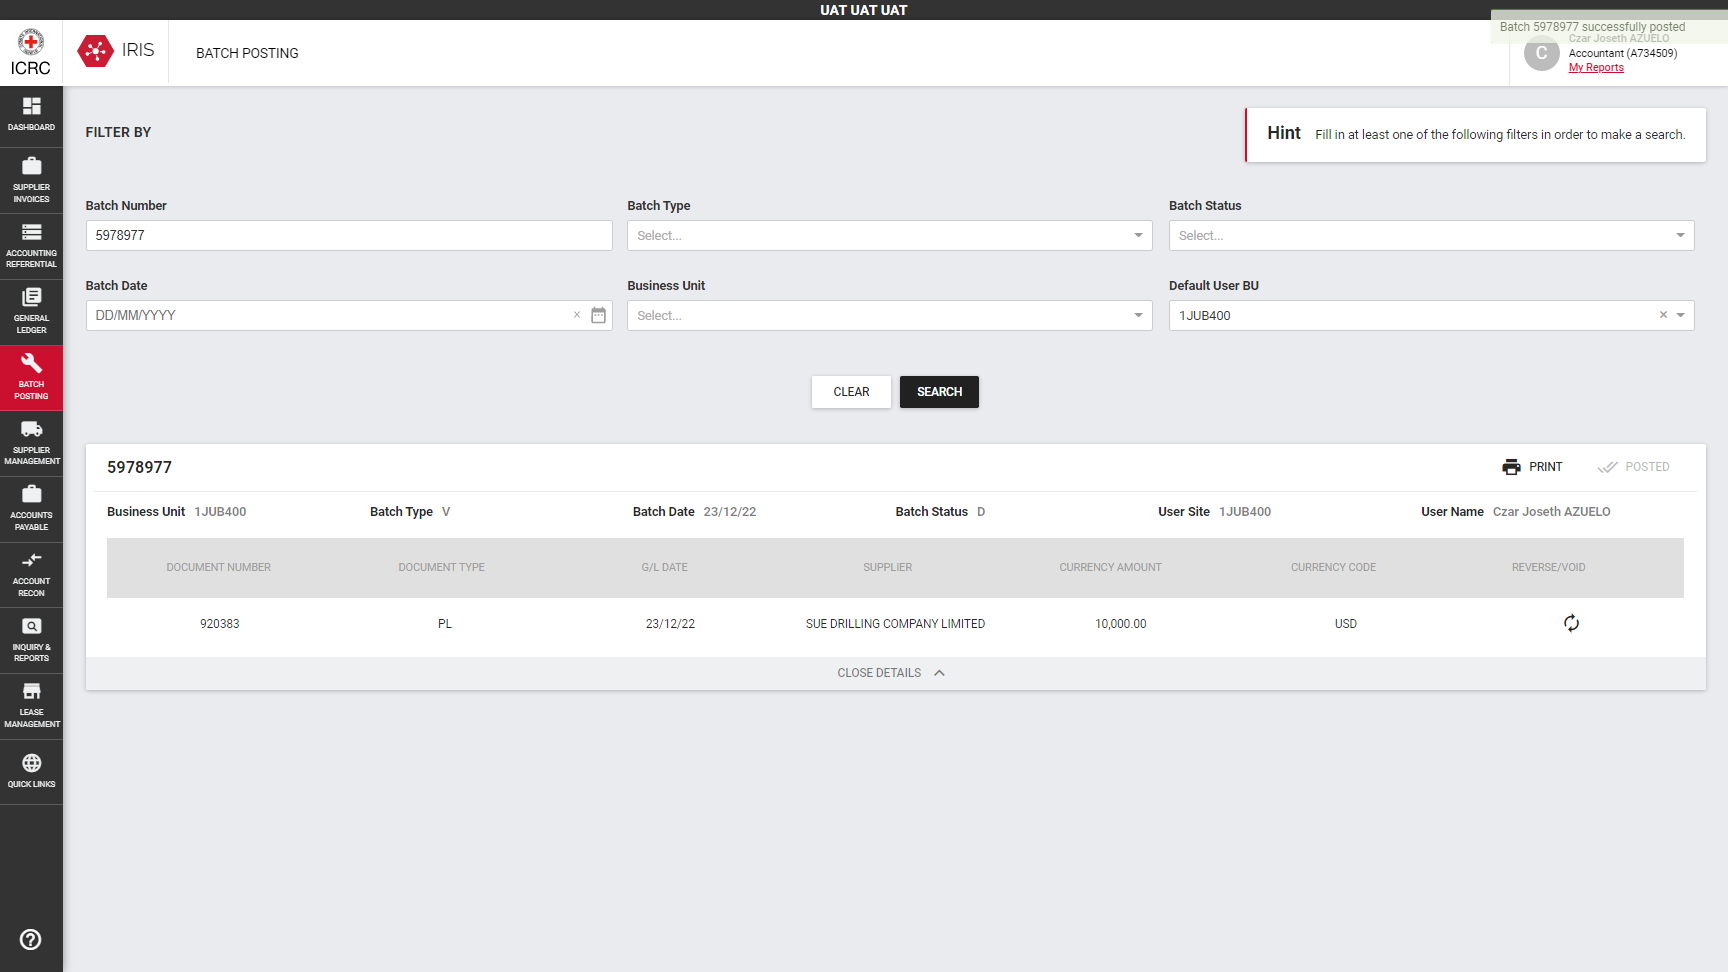 UAT UAT UAT
Batch 5978977 successfully posted
ICRC
IRIS
BATCH POSTING
C
Czar Joseth AZUELO
Accountant (A734509)
My Reports
DASHBOARD
SUPPLIER
INVOICES
ACCOUNTING
REFERENTIAL
GENERAL
LEDGER
BATCH
POSTING
SUPPLIER
MANAGEMENT
ACCOUNTS
PAYABLE
ACCOUNT
RECON
INQUIRY &
REPORTS
LEASE
MANAGEMENT
QUICK LINKS
FILTER BY
Hint Fill in at least one of the following filters in order to make a search.
Batch Number Batch Type Batch Status
5978977 Select... Select...
Batch Date Business Unit Default User BU
DD/MM/YYYY × Select... 1JUB400 ×
CLEAR SEARCH
5978977 PRINT POSTED
Business Unit 1JUB400 Batch Type V Batch Date 23/12/22 Batch Status D User Site 1JUB400 User Name Czar Joseth AZUELO
DOCUMENT NUMBER DOCUMENT TYPE G/L DATE SUPPLIER CURRENCY AMOUNT CURRENCY CODE REVERSE/VOID
920383 PL 23/12/22 SUE DRILLING COMPANY LIMITED 10,000.00 USD
CLOSE DETAILS